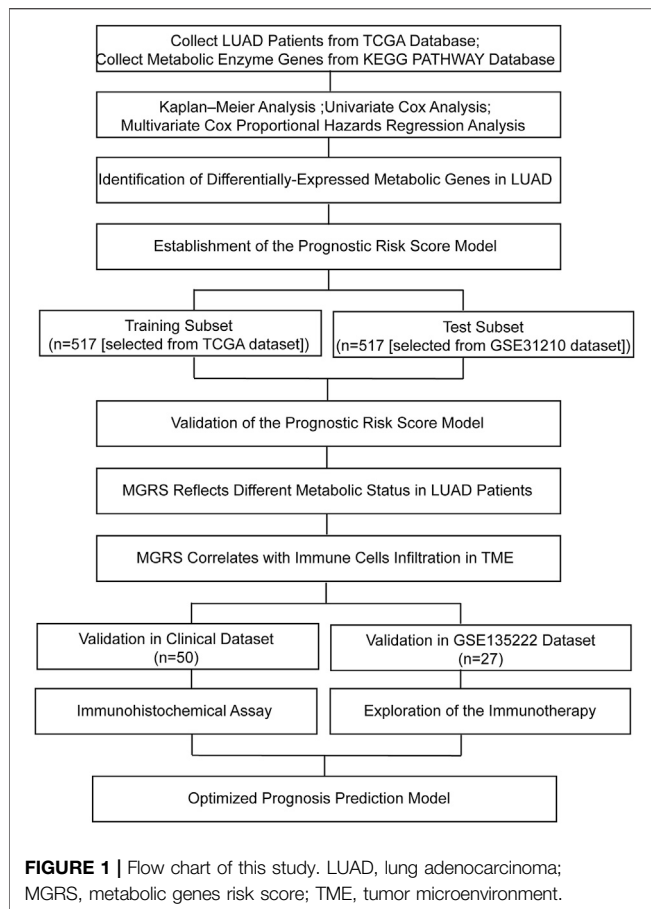 Collect LUAD Patients from TCGA Database;
Collect Metabolic Enzyme Genes from KEGG PATHWAY Database
Kaplan–Meier Analysis ;Univariate Cox Analysis;
Multivariate Cox Proportional Hazards Regression Analysis
Identification of Differentially-Expressed Metabolic Genes in LUAD
Establishment of the Prognostic Risk Score Model
Training Subset
(n=517 [selected from TCGA dataset])
Test Subset
(n=517 [selected from GSE31210 dataset])
Validation of the Prognostic Risk Score Model
MGRS Reflects Different Metabolic Status in LUAD Patients
MGRS Correlates with Immune Cells Infiltration in TME
Validation in Clinical Dataset
(n=50)
Validation in GSE135222 Dataset
(n=27)
Immunohistochemical Assay
Exploration of the Immunotherapy
Optimized Prognosis Prediction Model
FIGURE 1 | Flow chart of this study. LUAD, lung adenocarcinoma;
MGRS, metabolic genes risk score; TME, tumor microenvironment.